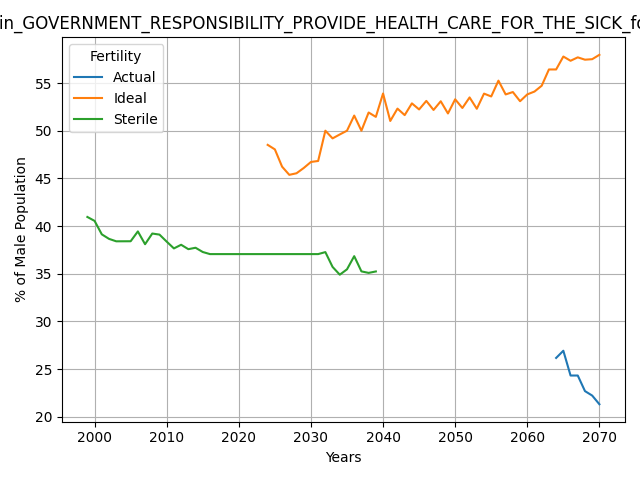 in_GOVERNMENT_RESPONSIBILITY_PROVIDE_HEALTH_CARE_FOR_THE_SICK_fo
Fertility
Actual
Ideal
Sterile
% of Male Population
55
50
45
40
35
30
25
20
2000 2010 2020 2030 2040 2050 2060 2070
Years